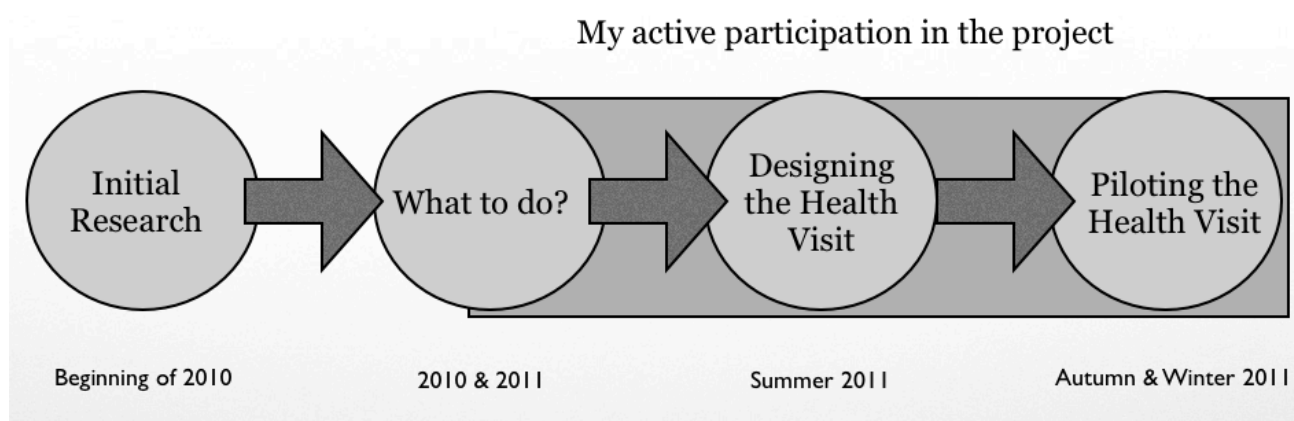 My active participation in the project
Initial
Research
What to do?
Designing
the Health
Visit
Piloting the
Health Visit
Beginning of 2010
2010 & 2011
Summer 2011
Autumn & Winter 2011